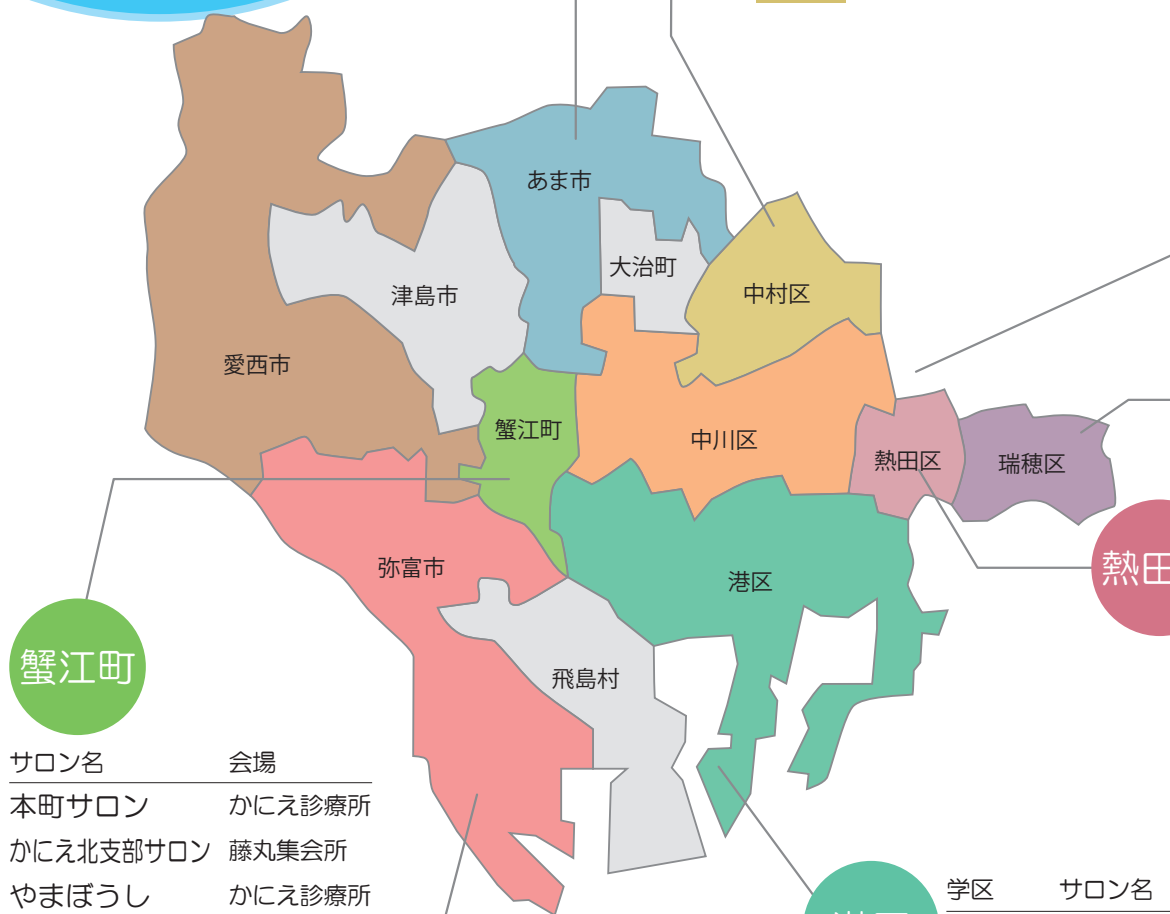 あま市
大治町
中村区
津島市
愛西市
蟹江町
中川区
熱田区
瑞穂区
弥富市
港区
飛島村
熱田
蟹江町
サロン名 会場
本町サロン かにえ診療所
かにえ北支部サロン 藤丸集会所
やまぼうし かにえ診療所
学区 サロン名